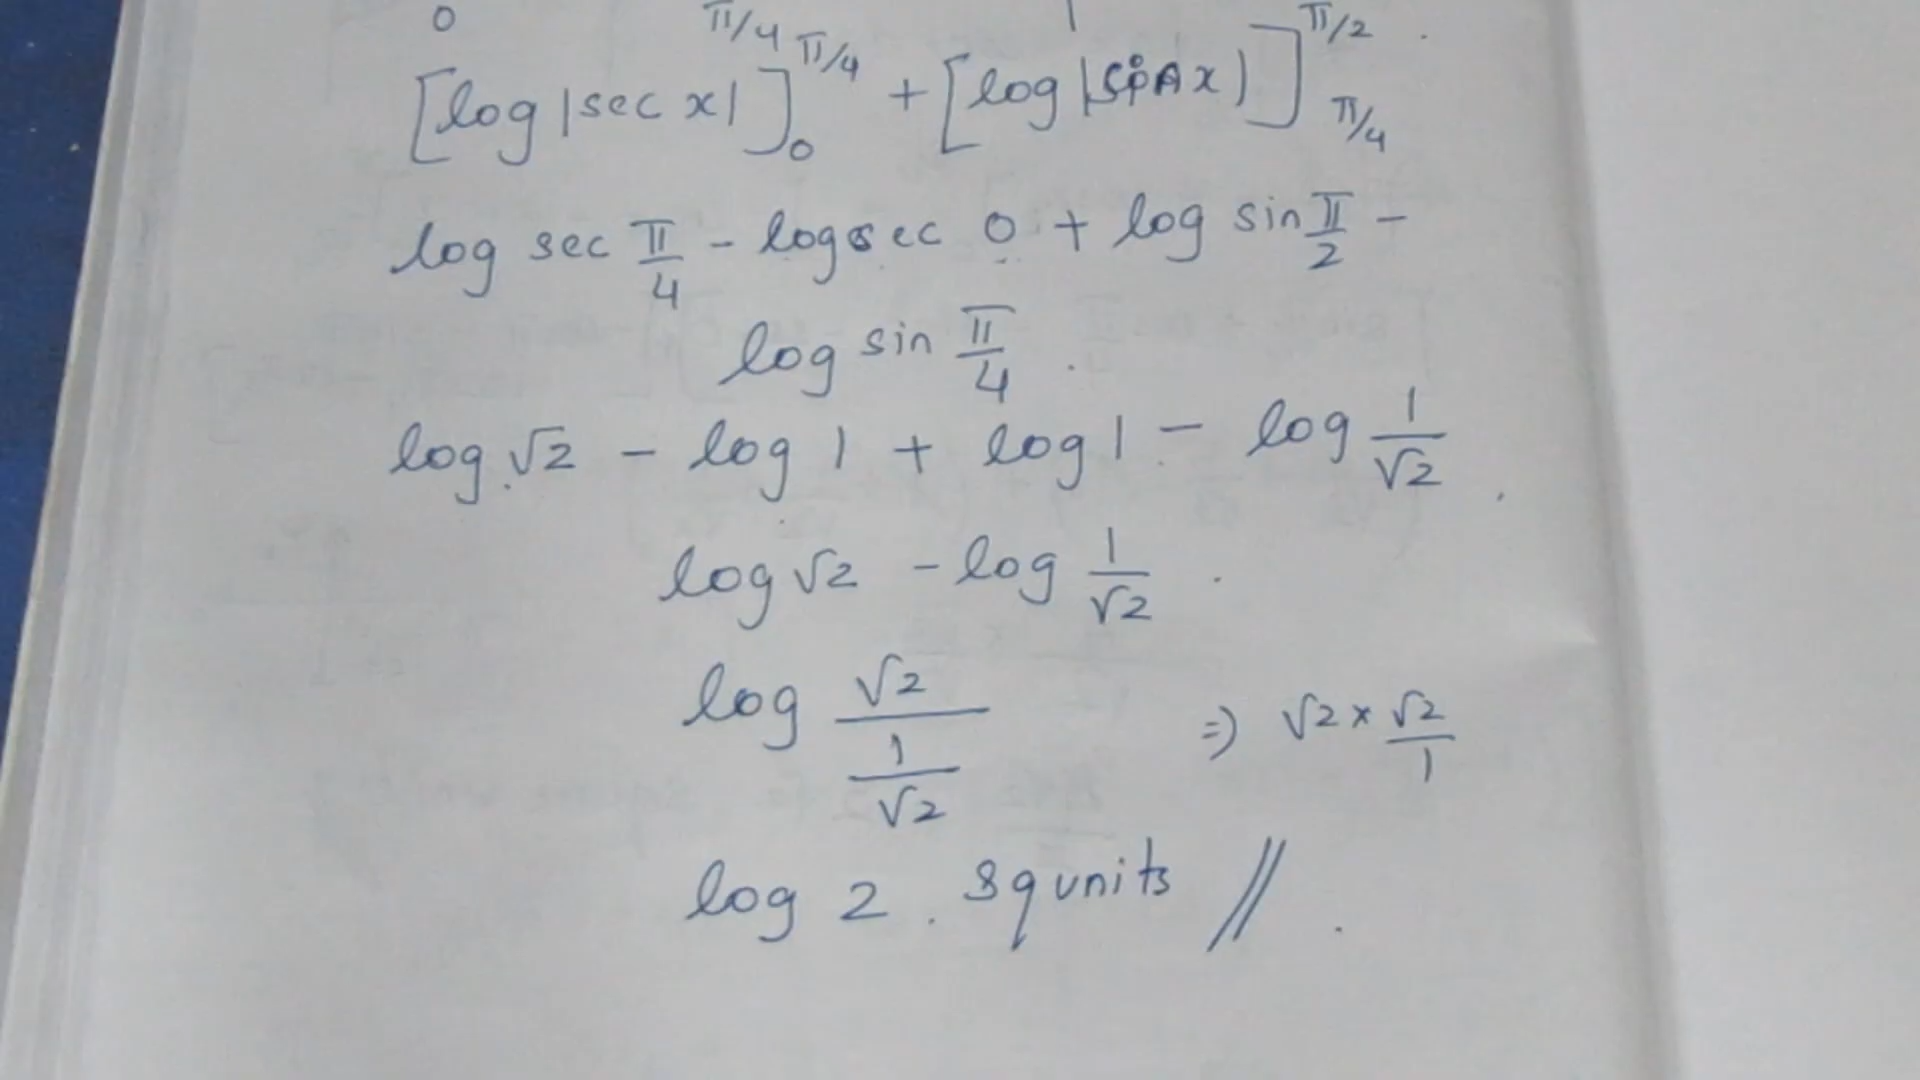 0 π/4
[log |sec x|]₀^π/4 + [log |sin x|]_π/4^π/2
log sec π/4 - log sec 0 + log sin π/2 -
log sin π/4
log √2 - log 1 + log 1 - log 1/√2
log √2 - log 1/√2
log √2/(1/√2) ⇒ √2 × √2/1
log 2 . sq units //